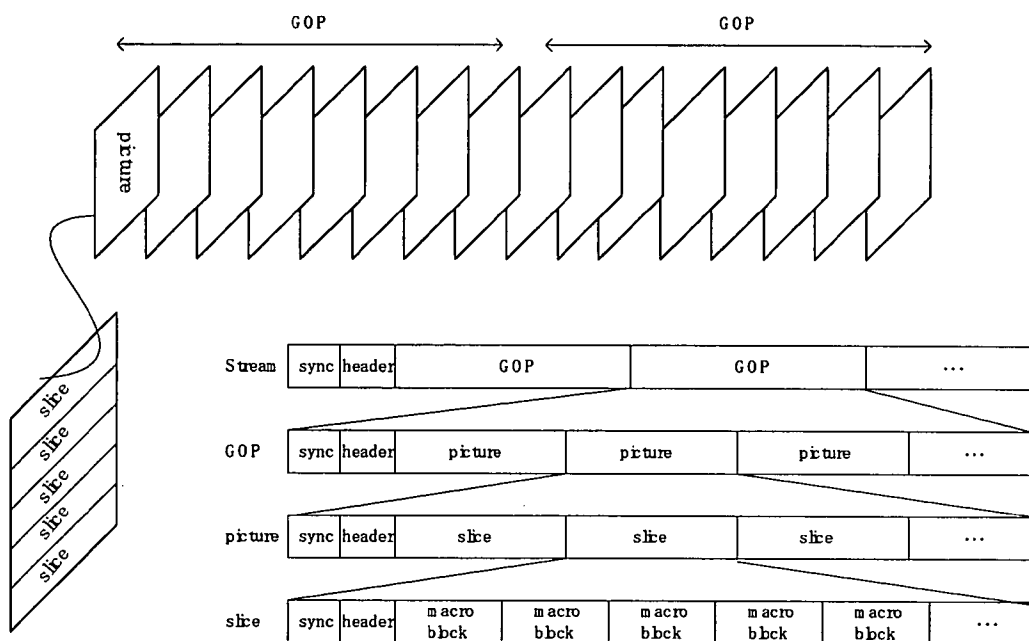 GOP GOP
picture
slice
slice
slice
slice
slice
Stream sync header GOP GOP ...
GOP sync header picture picture picture ...
picture sync header slice slice slice ...
slice sync header macro block macro block macro block macro block macro block ...